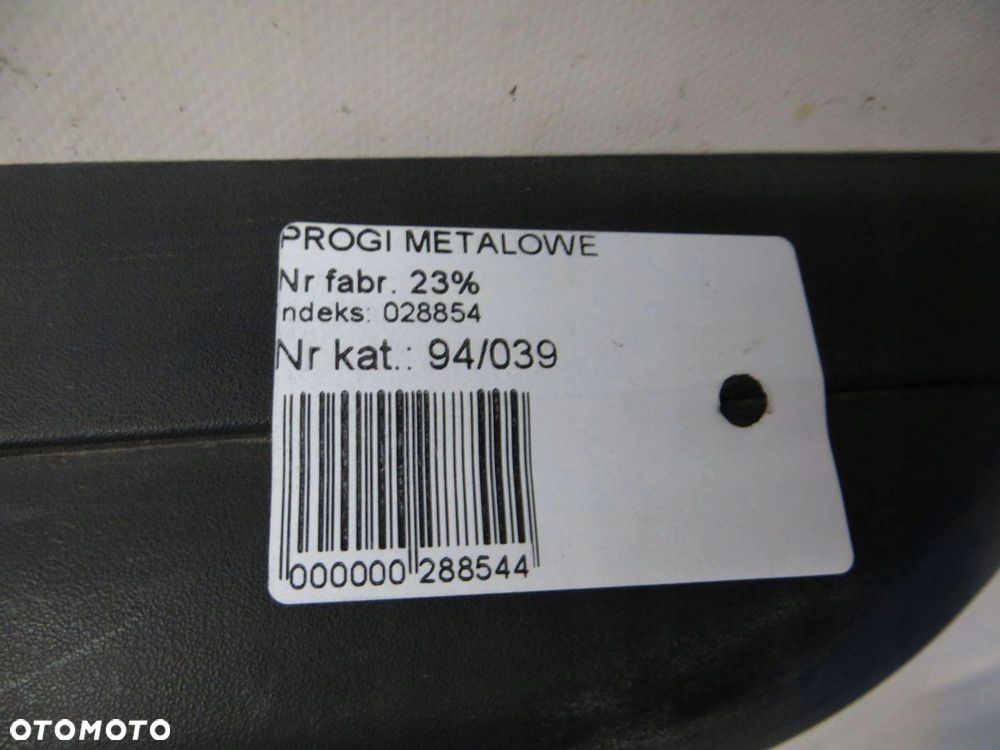 PROGI METALOWE
Nr fabr. 23%
ndeks: 028854
Nr kat.: 94/039
000000 288544
OTOMOTO